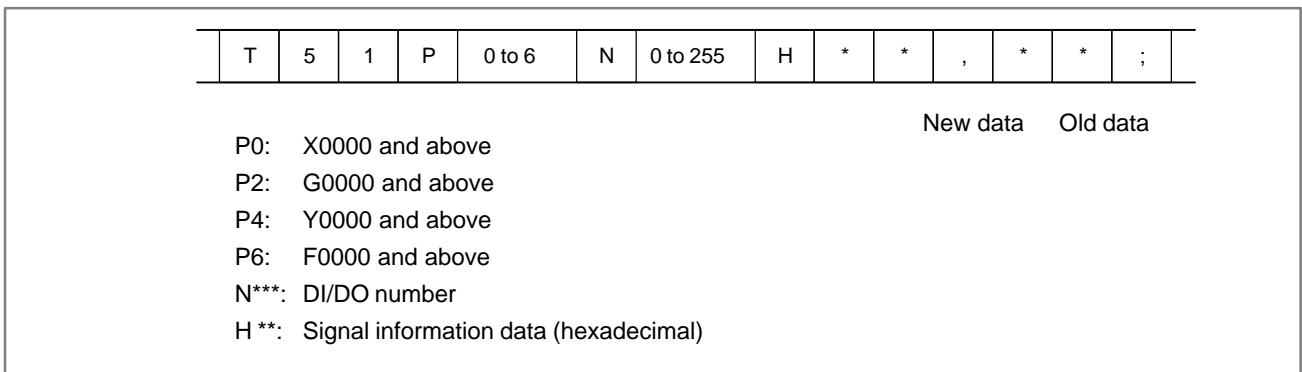 T 5 1 P 0 to 6 N 0 to 255 H * * , * * ;
New data Old data
P0: X0000 and above
P2: G0000 and above
P4: Y0000 and above
P6: F0000 and above
N***: DI/DO number
H **: Signal information data (hexadecimal)